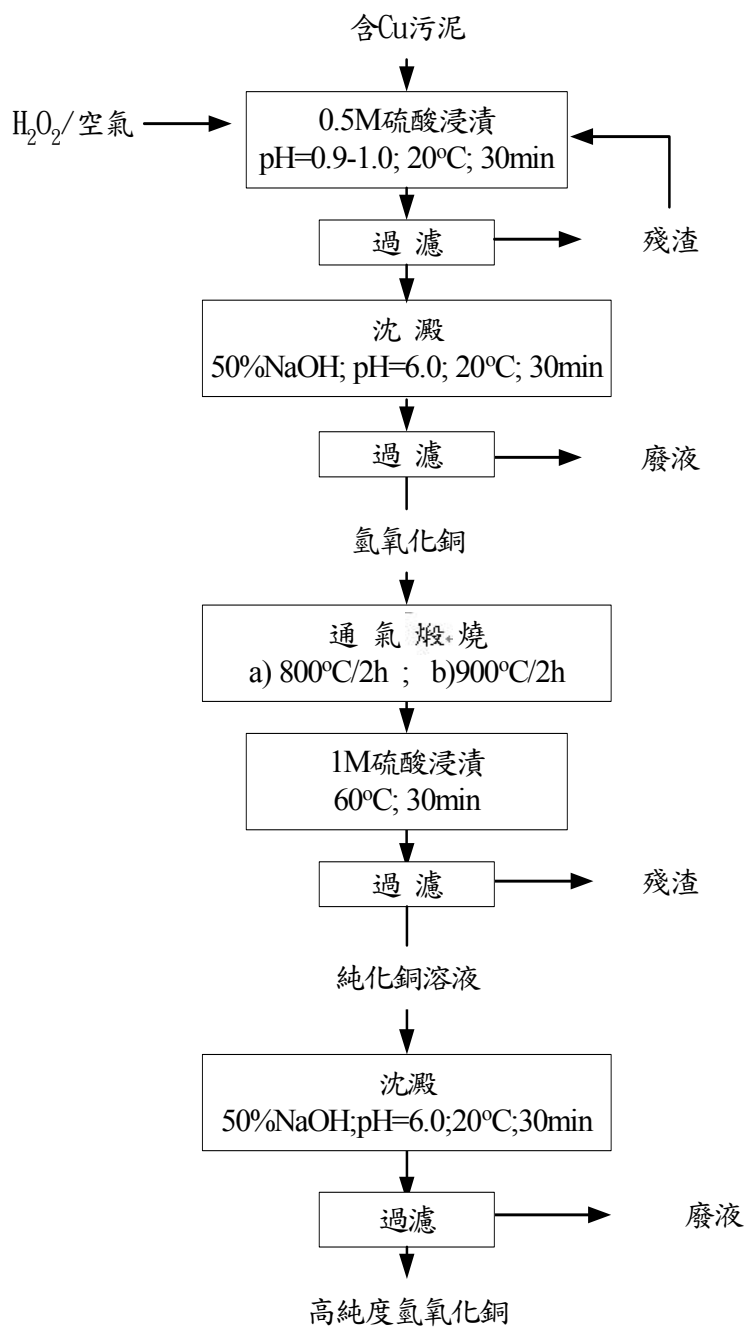 含Cu污泥
H₂O₂/空氣
0.5M硫酸浸漬
pH=0.9-1.0; 20°C; 30min
過 濾
殘渣
沈 澱
50%NaOH; pH=6.0; 20°C; 30min
過 濾
廢液
氫氧化銅
通 氣 煅 燒
a) 800°C/2h ; b)900°C/2h
1M硫酸浸漬
60°C; 30min
過 濾
殘渣
純化銅溶液
沈澱
50%NaOH;pH=6.0;20°C;30min
過濾
廢液
高純度氫氧化銅